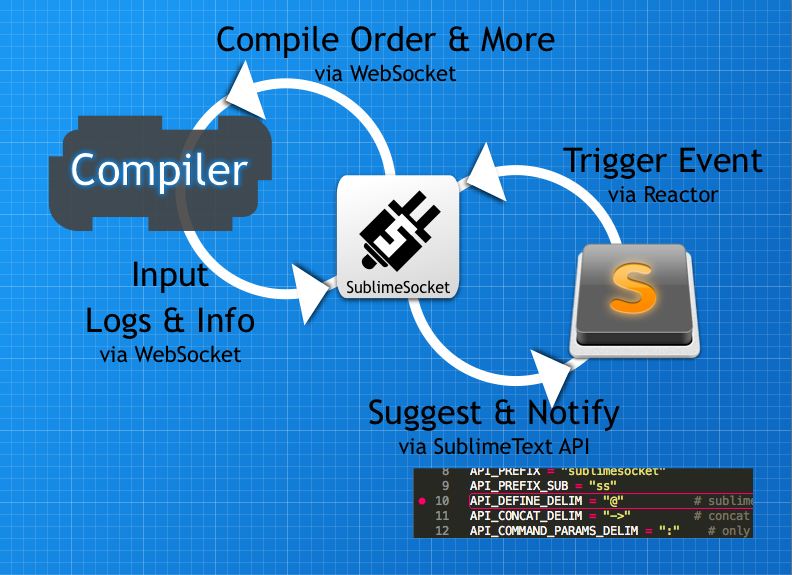 Compile Order & More
via WebSocket
Compiler
Trigger Event
via Reactor
SublimeSocket
S
Input
Logs & Info
via WebSocket
Suggest & Notify
via SublimeText API
8 API_PREFIX = "sublimesocket"
9 API_PREFIX_SUB = "ss"
10 API_DEFINE_DELIM = "@" # sublime
11 API_CONCAT_DELIM = "->" # concat
12 API_COMMAND_PARAMS_DELIM = ":" # only